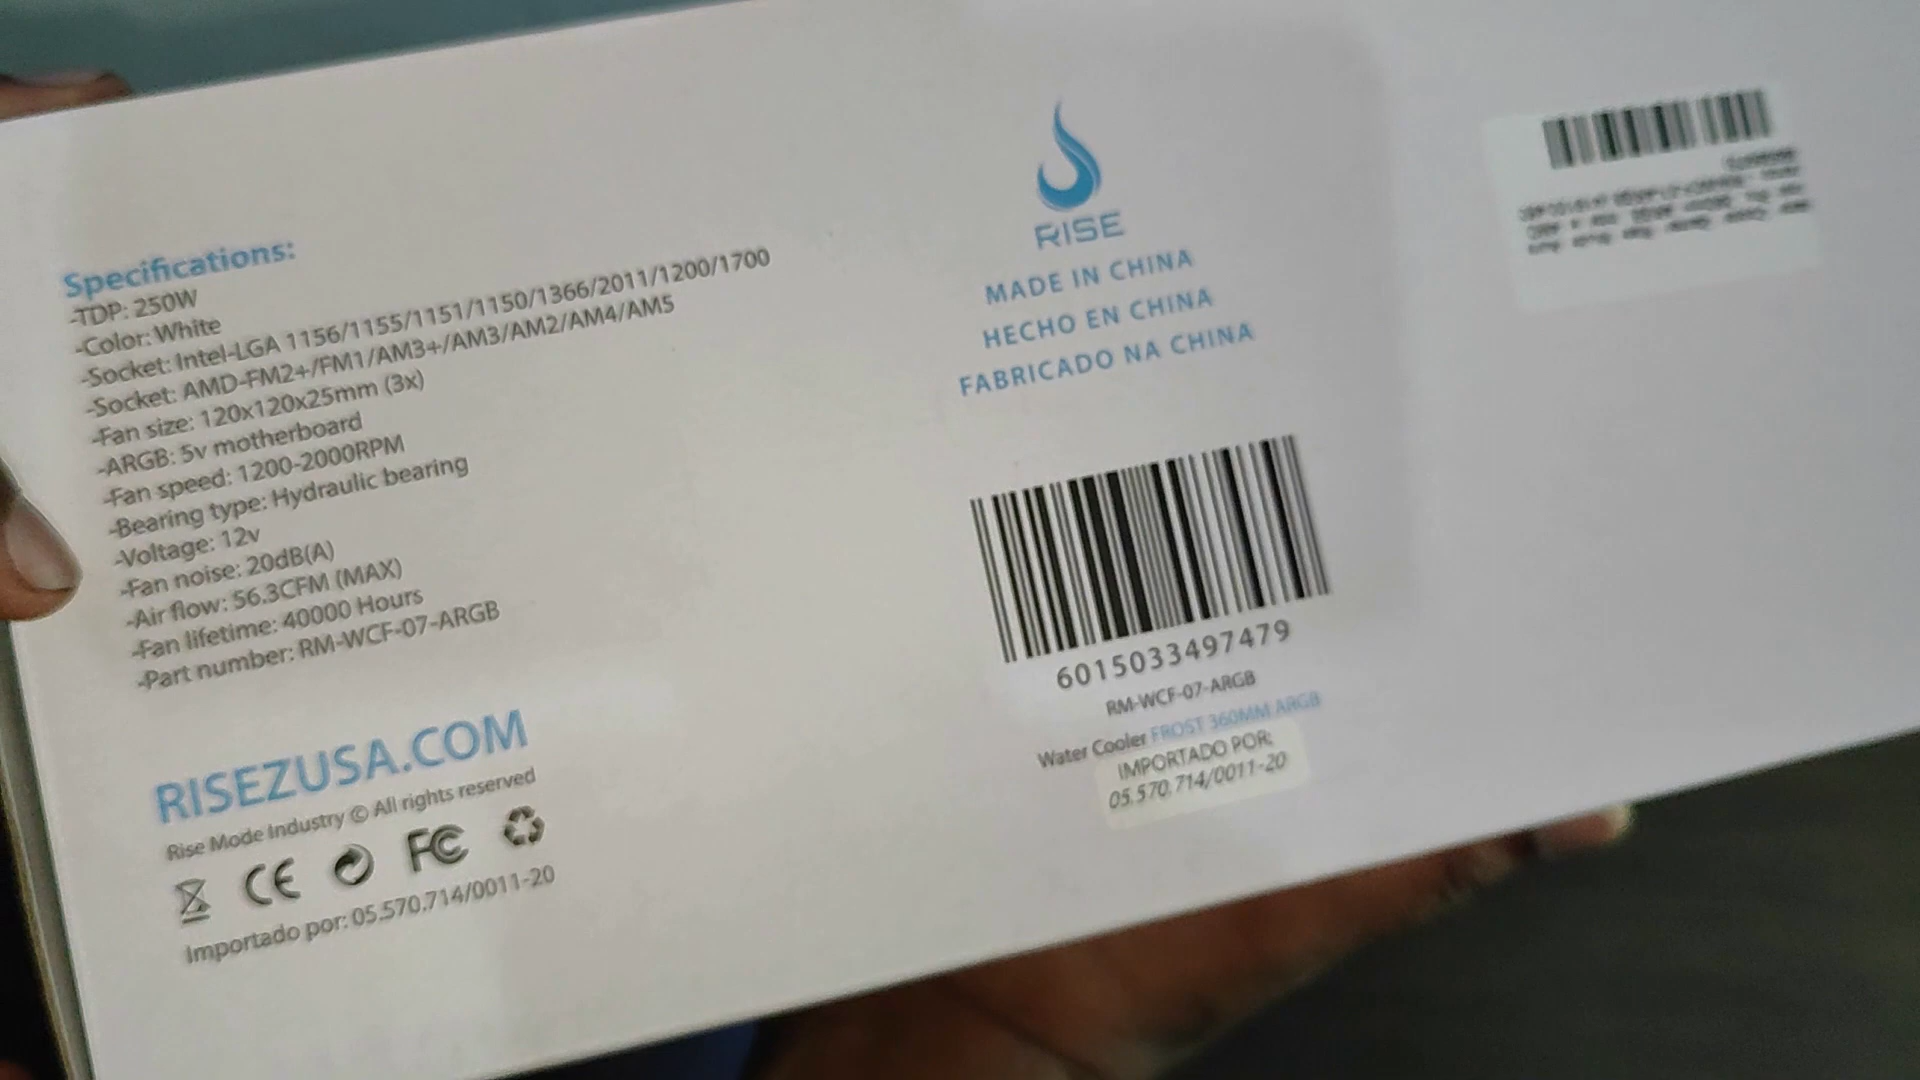 Specifications:
-TDP: 250W
-Color: White
-Socket: Intel-LGA 1156/1155/1151/1150/1366/2011/1200/1700
-Socket: AMD-FM2+/FM1/AM3+/AM3/AM2/AM4/AM5
-Fan size: 120x120x25mm (3x)
-ARGB: 5v motherboard
-Fan speed: 1200-2000RPM
-Bearing type: Hydraulic bearing
-Voltage: 12v
-Fan noise: 20dB(A)
-Air flow: 56.3CFM (MAX)
-Fan lifetime: 40000 Hours
-Part number: RM-WCF-07-ARGB
RISEZUSA.COM
Rise Mode Industry © All rights reserved
CE FC
Importado por: 05.570.714/0011-20
RISE
MADE IN CHINA
HECHO EN CHINA
FABRICADO NA CHINA
6015033497479
RM-WCF-07-ARGB
Water Cooler FROST 360MM ARGB
IMPORTADO POR:
05.570.714/0011-20